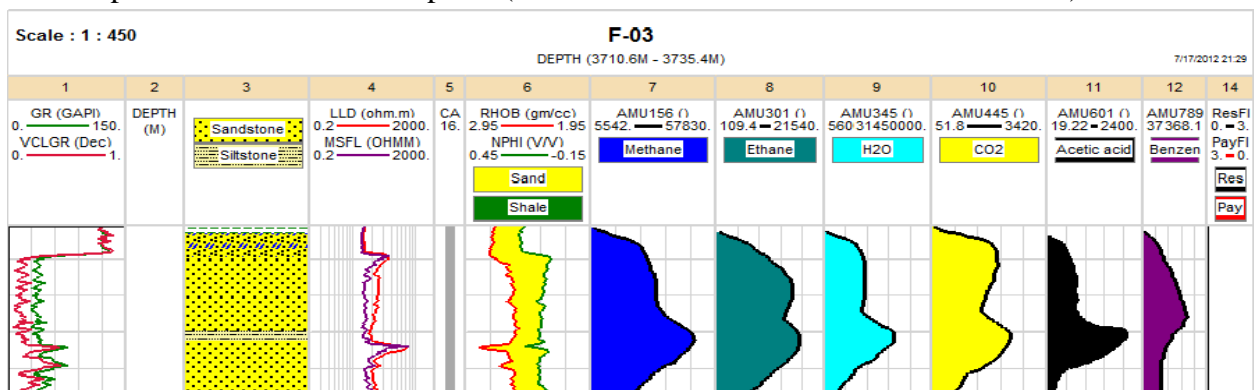 Scale : 1 : 450
F-03
DEPTH (3710.6M - 3735.4M)
7/17/2012 21:29
1 2 3 4 5 6 7 8 9 10 11 12 14
GR (GAPI)
0. 150.
VCLGR (Dec)
0. 1.
DEPTH
(M)
Sandstone
Siltstone
LLD (ohm.m)
0.2 2000.
MSFL (OHMM)
0.2 2000.
CA
16.
RHOB (gm/cc)
2.95 1.95
NPHI (V/V)
0.45 -0.15
Sand
Shale
AMU156 ()
5542. 57830.
Methane
AMU301 ()
109.4 21540.
Ethane
AMU345 ()
560 31450000.
H2O
AMU445 ()
51.8 3420.
CO2
AMU601 ()
19.22 2400.
Acetic acid
AMU789
37368.1
Benzen
ResFl
0. 3.
PayFl
3. 0.
Res
Pay